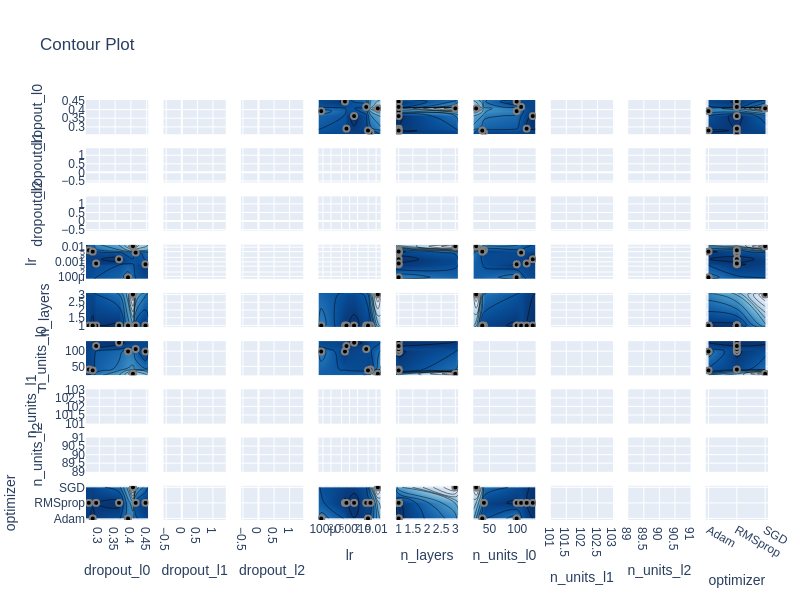 Contour Plot
dropout_l0
0.45
0.4
0.35
0.3
dropout_l1
1
0.5
0
−0.5
dropout_l2
1
0.5
0
−0.5
lr
0.01
0.001
100μ
n_layers
3
2.5
1.5
1
n_units_l0
100
50
n_units_l1
103
102.5
102
101.5
101
n_units_l2
91
90.5
90
89.5
89
optimizer
SGD
RMSprop
Adam
0.3 0.35 0.4 0.45
−0.5 0 0.5 1
−0.5 0 0.5 1
0.01
1 1.5 2 2.5 3
50 100
101 101.5 102 102.5 103
89 89.5 90 90.5 91
Adam RMSprop SGD
dropout_l0 dropout_l1 dropout_l2 lr n_layers n_units_l0 n_units_l1 n_units_l2 optimizer